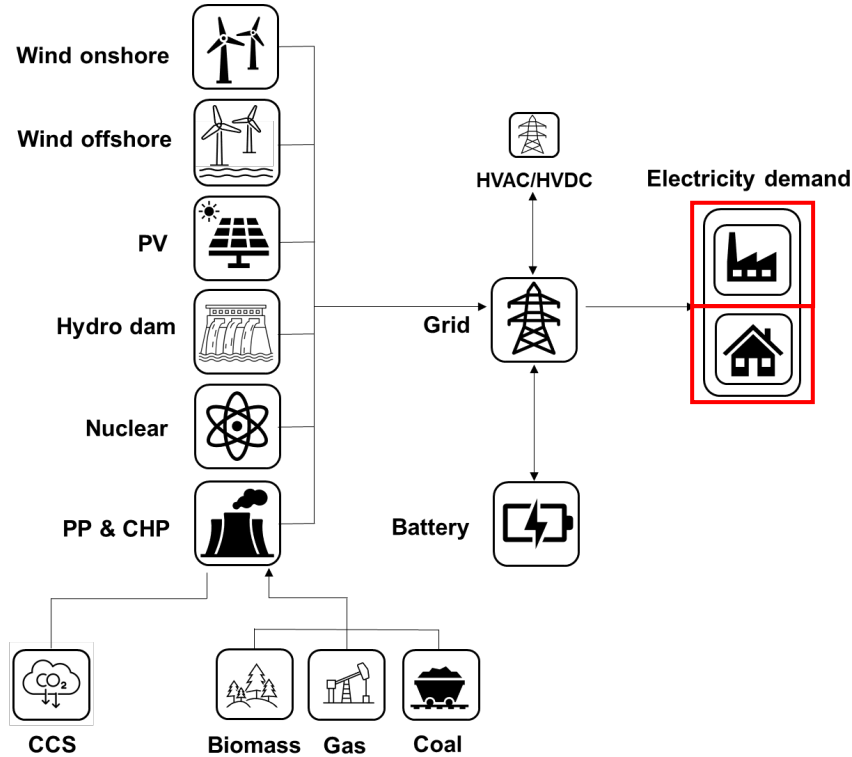 Wind onshore
Wind offshore
PV
Hydro dam
Nuclear
PP & CHP
HVAC/HVDC
Electricity demand
Grid
Battery
CO2
CCS
Biomass
Gas
Coal